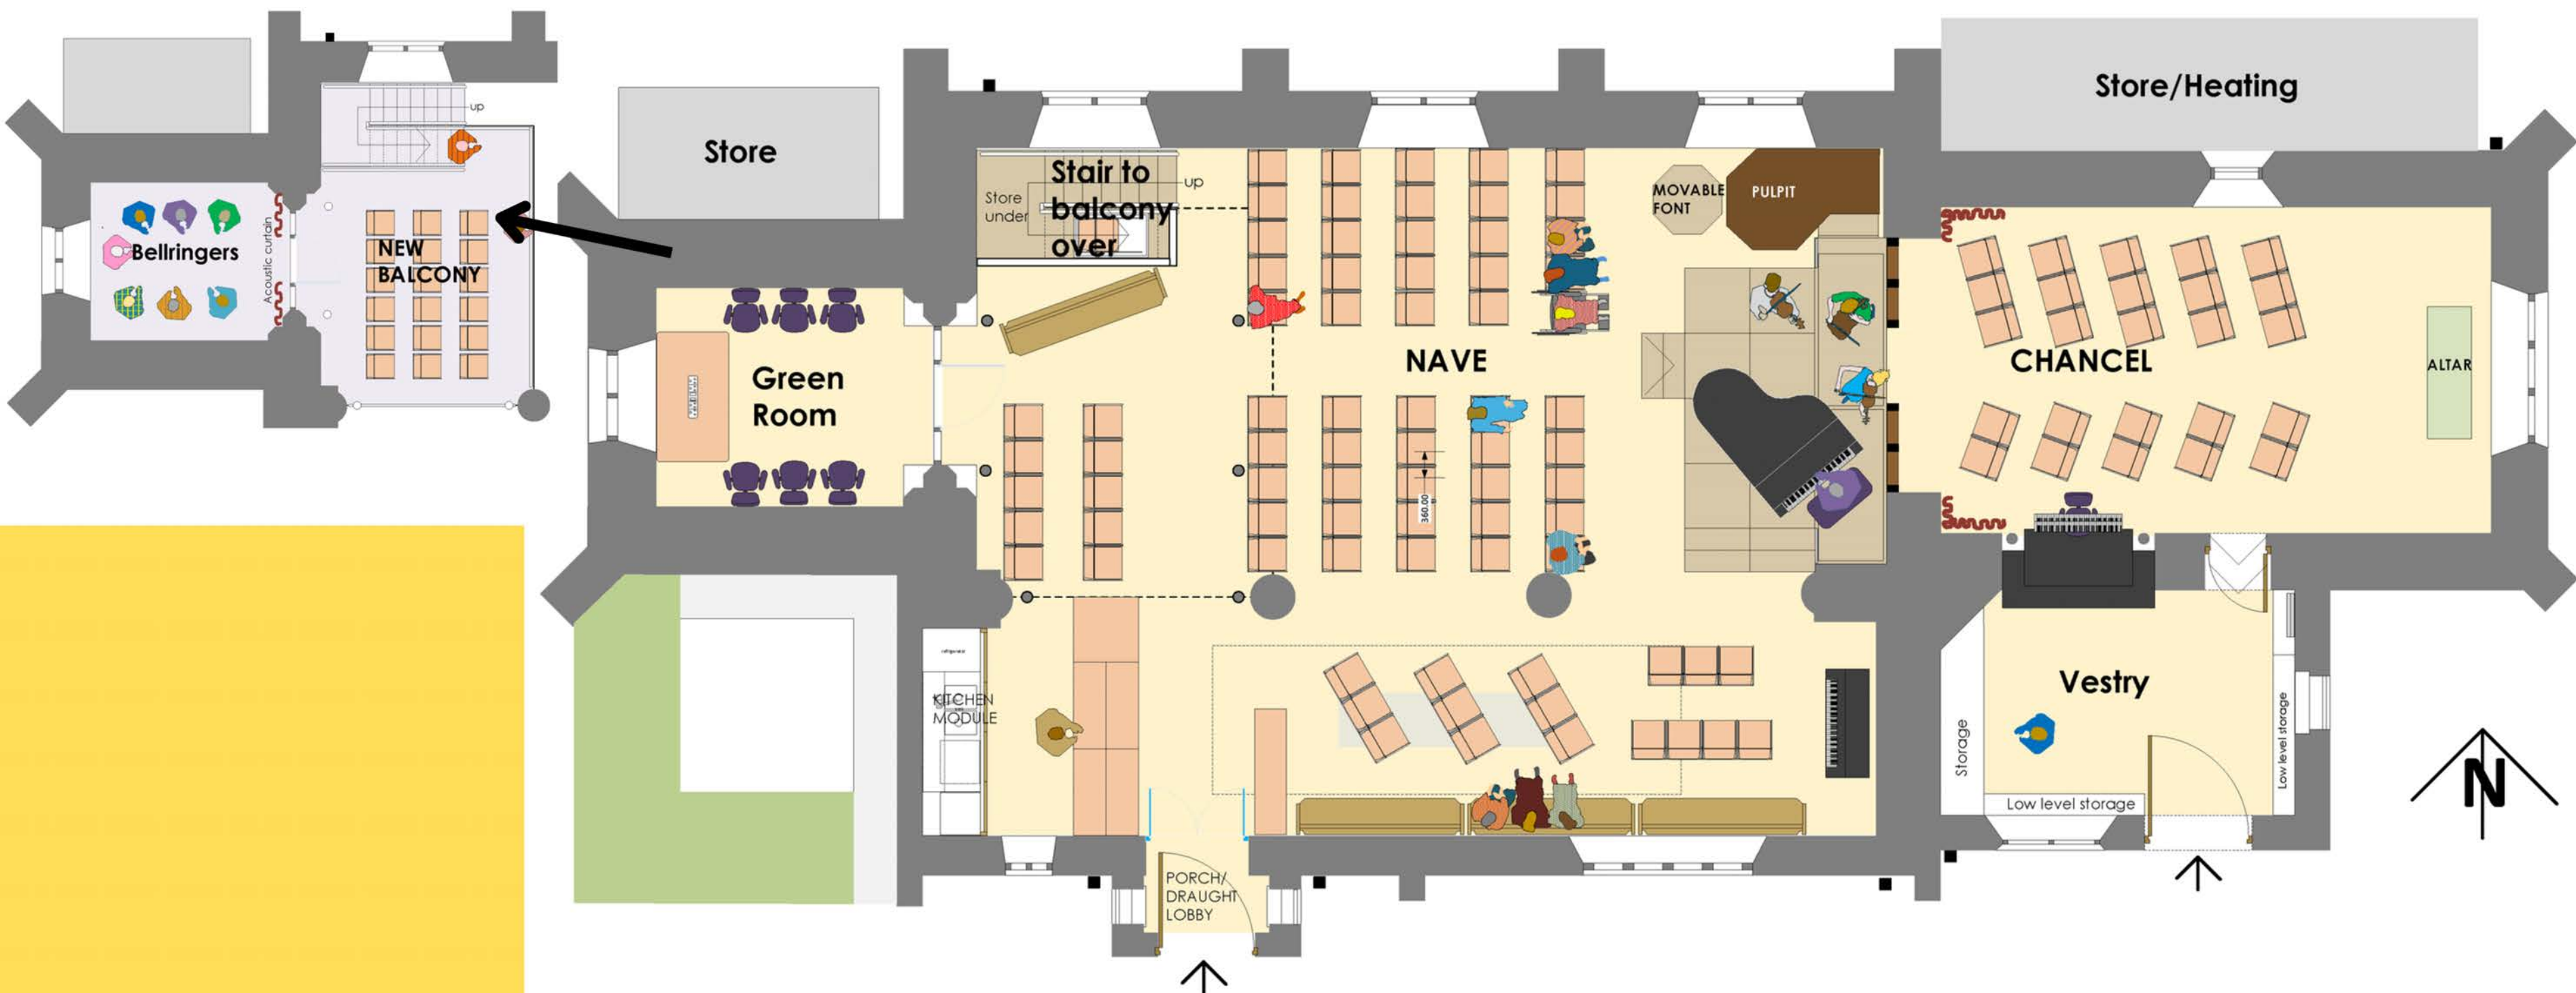 up
Bellringers
Acoustic curtain
NEW
BALCONY
Store
Stair to
balcony
over
Store
under
up
Green
Room
NAVE
360.00
MOVABLE
FONT
PULPIT
Store/Heating
CHANCEL
ALTAR
KITCHEN
MODULE
PORCH/
DRAUGHT
LOBBY
Vestry
Storage
Low level storage
Low level storage
N